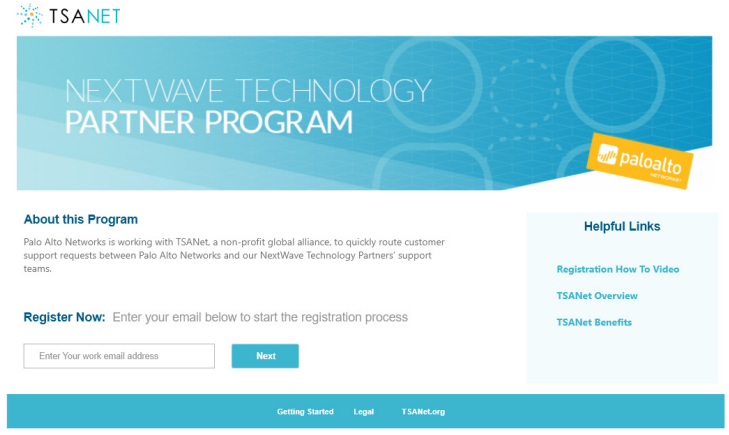 TSANET
NEXTWAVE TECHNOLOGY
PARTNER PROGRAM
paloalto
NETWORKS
About this Program
Palo Alto Networks is working with TSANet, a non-profit global alliance, to quickly route customer
support requests between Palo Alto Networks and our NextWave Technology Partners' support
teams.
Register Now: Enter your email below to start the registration process
Enter Your work email address
Next
Helpful Links
Registration How To Video
TSANet Overview
TSANet Benefits
Getting Started Legal TSANet.org